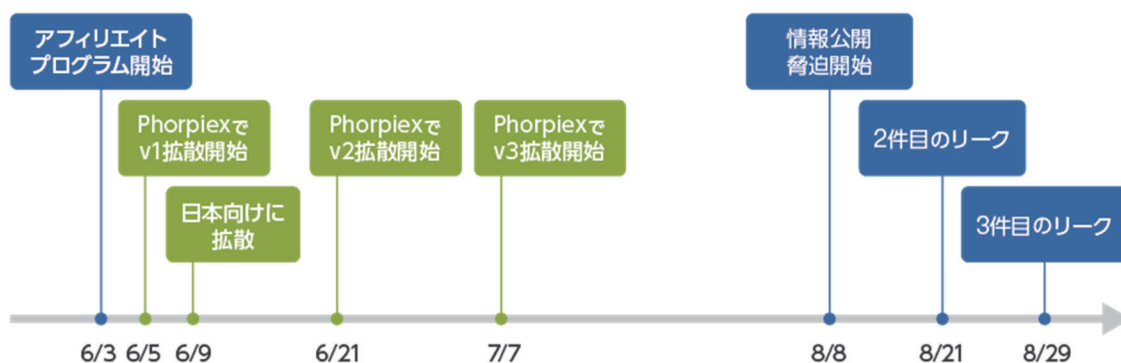 アフィリエイト
プログラム開始
情報公開
脅迫開始
Phorpiexで
v1拡散開始
Phorpiexで
v2拡散開始
Phorpiexで
v3拡散開始
2件目のリーク
日本向けに
拡散
3件目のリーク
6/3 6/5 6/9 6/21 7/7 8/8 8/21 8/29